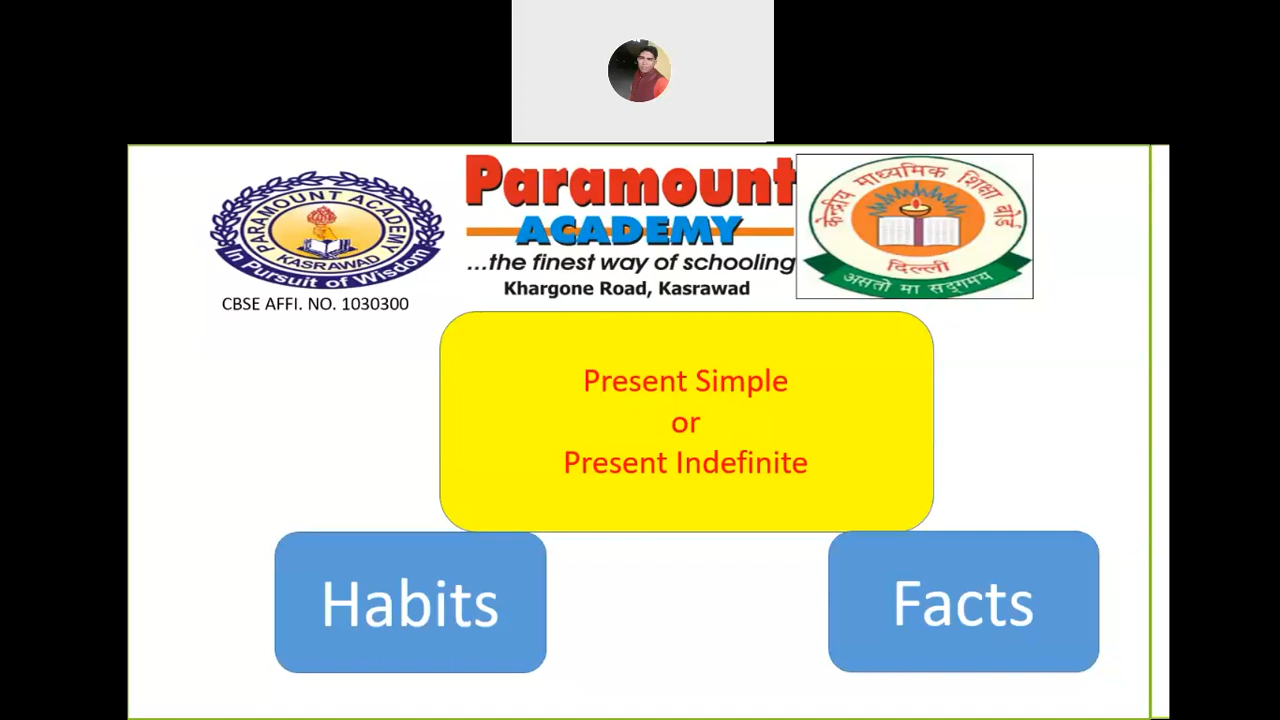 PARAMOUNT ACADEMY
KASRAWAD
In Pursuit of Wisdom
CBSE AFFI. NO. 1030300
Paramount
ACADEMY
...the finest way of schooling
Khargone Road, Kasrawad
केन्द्रीय माध्यमिक शिक्षा बोर्ड
दिल्ली
असतो मा सद्गमय
Present Simple
or
Present Indefinite
Habits
Facts